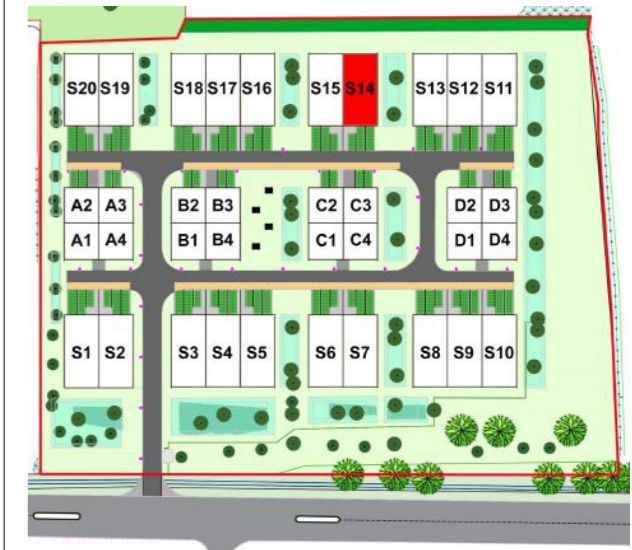 S20 S19 S18 S17 S16 S15 S14 S13 S12 S11
A2 A3 B2 B3 C2 C3 D2 D3
A1 A4 B1 B4 C1 C4 D1 D4
S1 S2 S3 S4 S5 S6 S7 S8 S9 S10